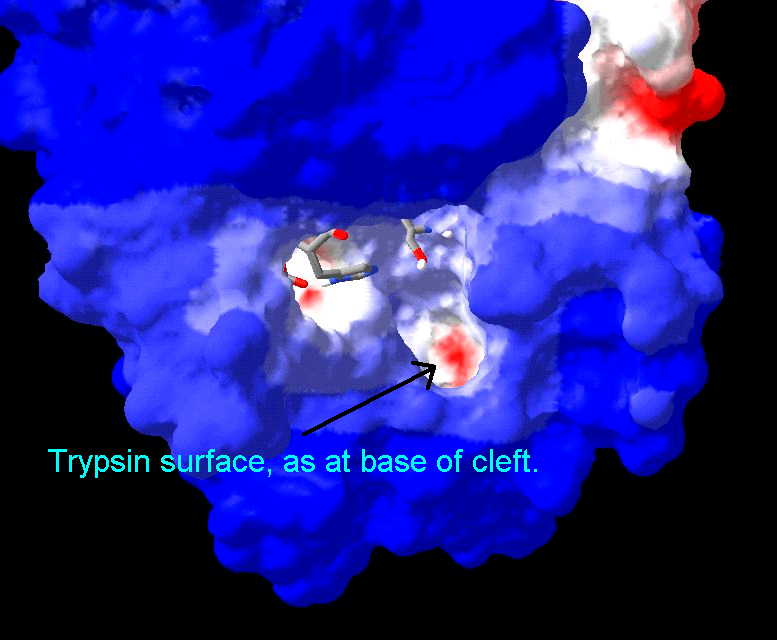 Trypsin surface, as at base of cleft.